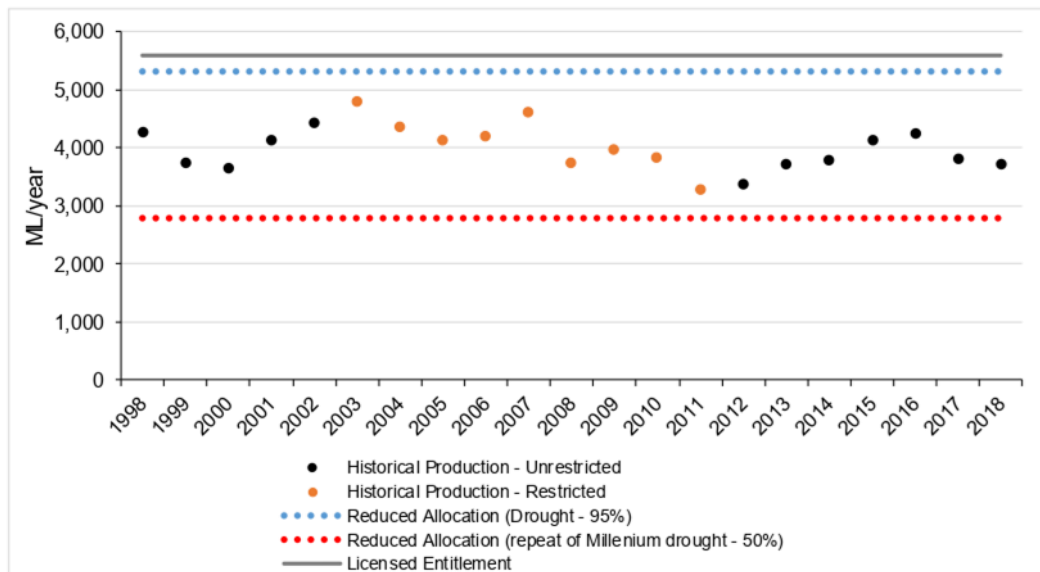 6,000
5,000
4,000
3,000
2,000
1,000
0
ML/year
1998 1999 2000 2001 2002 2003 2004 2005 2006 2007 2008 2009 2010 2011 2012 2013 2014 2015 2016 2017 2018
Historical Production - Unrestricted
Historical Production - Restricted
Reduced Allocation (Drought - 95%)
Reduced Allocation (repeat of Millenium drought - 50%)
Licensed Entitlement